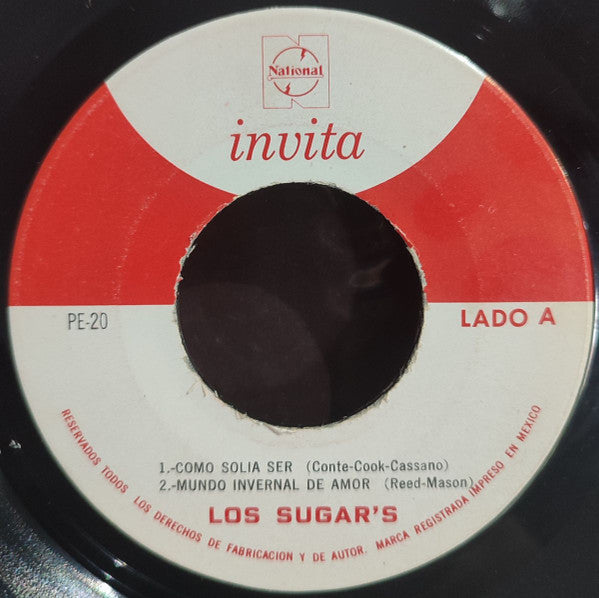 National
invita
PE-20
LADO A
1.-COMO SOLIA SER (Conte-Cook-Cassano)
2.-MUNDO INVERNAL DE AMOR (Reed-Mason)
LOS SUGAR'S
RESERVADOS TODOS LOS DERECHOS DE FABRICACION Y DE AUTOR. MARCA REGISTRADA IMPRESO EN MEXICO